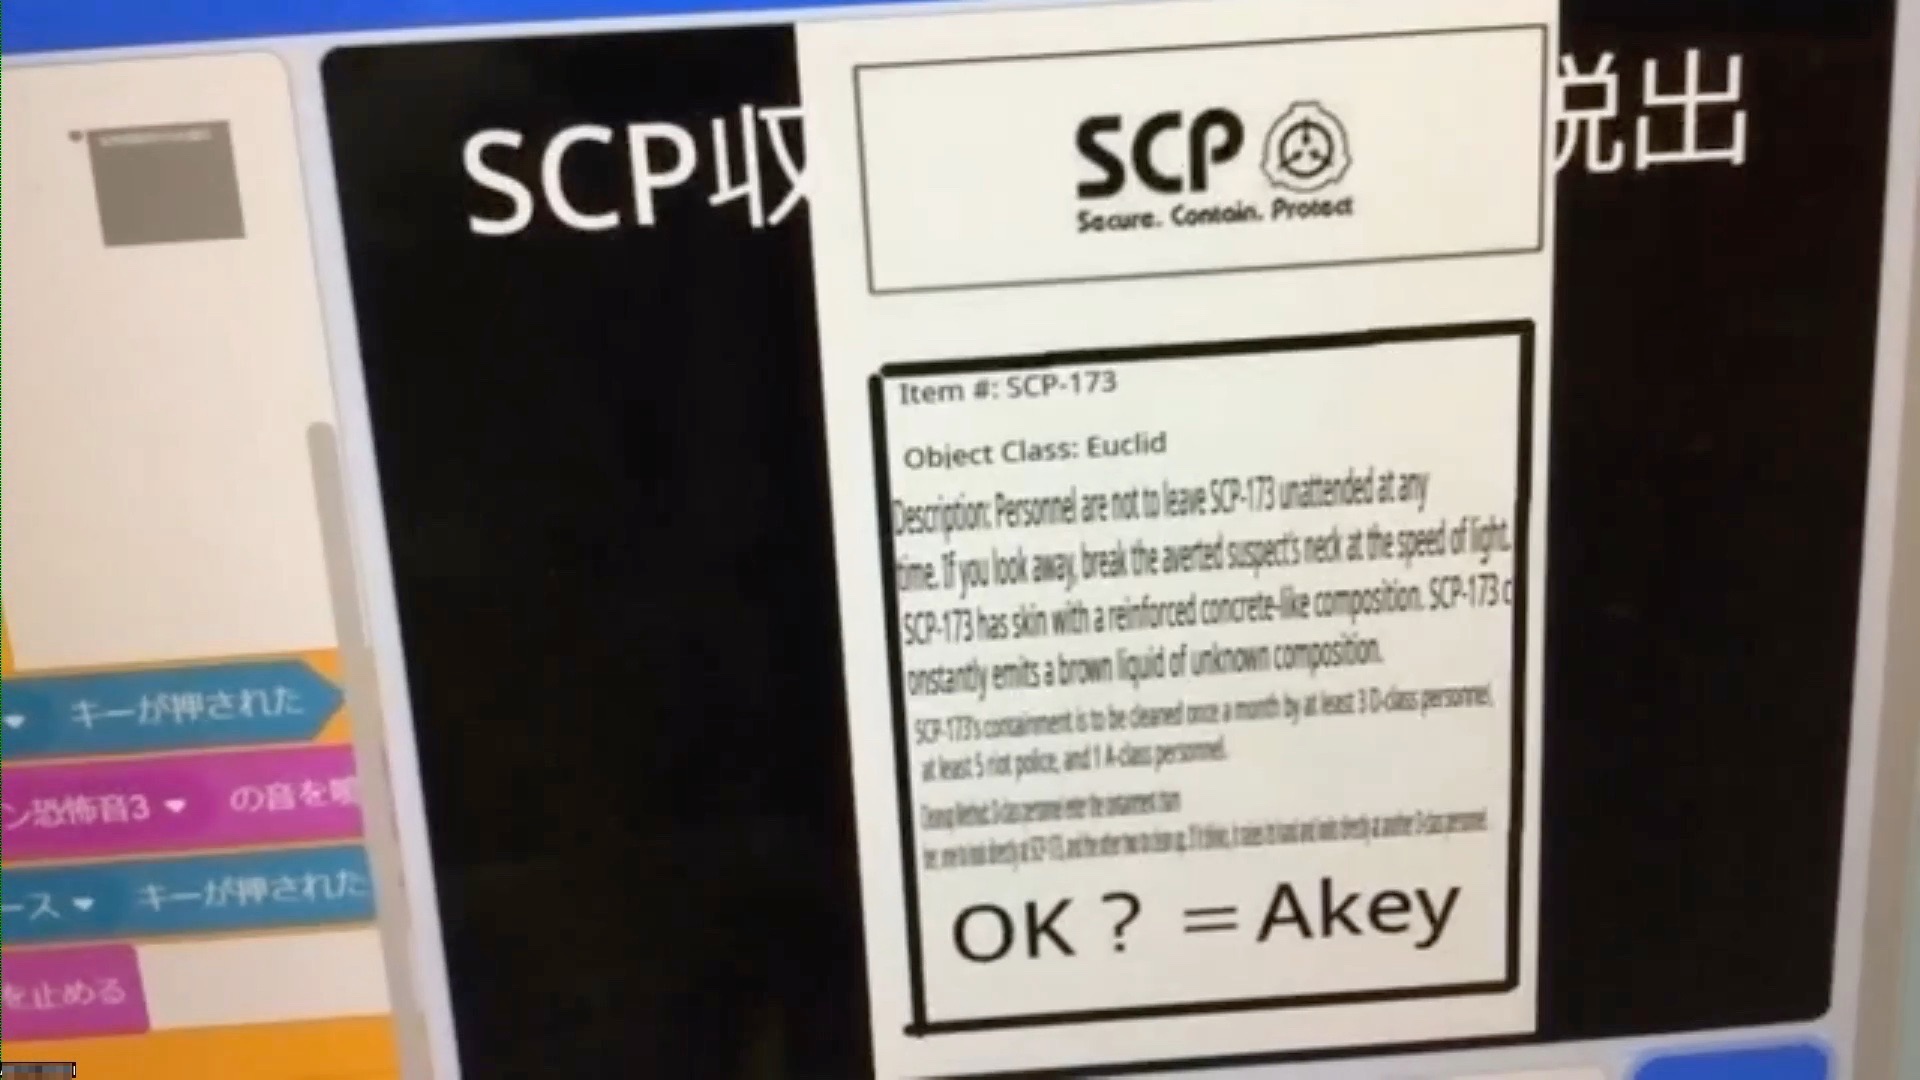 SCP収
脱出
SCP
Secure. Contain. Protect
Item #: SCP-173
Object Class: Euclid
Description: Personnel are not to leave SCP-173 unattended at any
time. If you look away, break the averted suspect's neck at the speed of light.
SCP-173 has skin with a reinforced concrete-like composition. SCP-173 c
onstantly emits a brown liquid of unknown composition.
SCP-173's containment is to be cleaned once a month by at least 3 D-class personnel,
at least 5 riot police, and 1 A-class personnel.
OK ? = Akey
キーが押された
ン恐怖音3 の音を
ース キーが押された
を止める